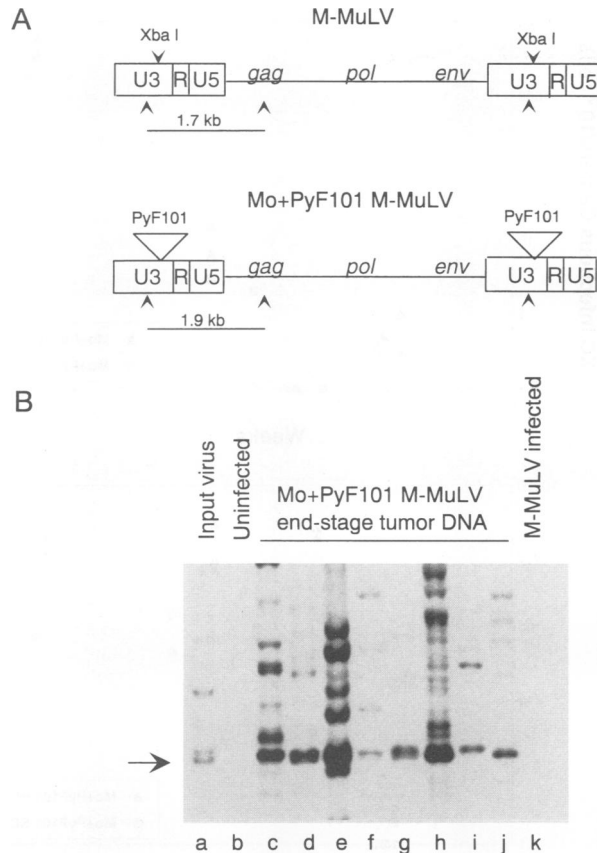 A
M-MuLV
Xba I
Xba I
U3 R U5 gag pol env U3 R U5
1.7 kb
Mo+PyF101 M-MuLV
PyF101
PyF101
U3 R U5 gag pol env U3 R U5
1.9 kb
B
Input virus
Uninfected
Mo+PyF101 M-MuLV
end-stage tumor DNA
M-MuLV infected
a b c d e f g h i j k